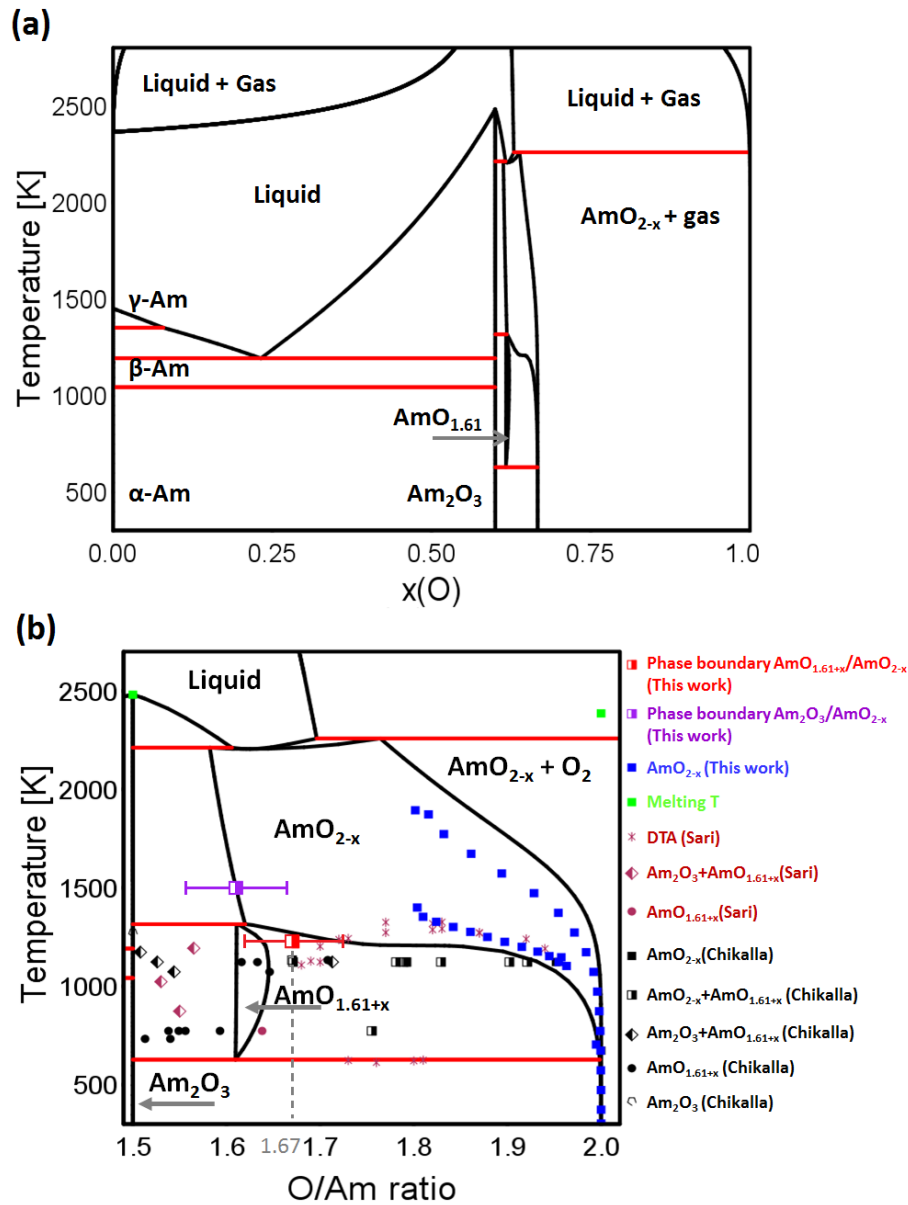 (a)
Liquid + Gas
Liquid + Gas
Liquid
AmO2-x + gas
γ-Am
β-Am
AmO1.61
α-Am
Am2O3
Temperature [K]
2500
2000
1500
1000
500
0.00
0.25
0.50
0.75
1.0
x(O)
(b)
Liquid
AmO2-x + O2
AmO2-x
AmO1.61+x
Am2O3
Temperature [K]
2500
2000
1500
1000
500
1.5
1.6
1.67
1.7
1.8
1.9
2.0
O/Am ratio
Phase boundary AmO1.61+x/AmO2-x
(This work)
Phase boundary Am2O3/AmO2-x
(This work)
AmO2-x (This work)
Melting T
DTA (Sari)
Am2O3+AmO1.61+x(Sari)
AmO1.61+x(Sari)
AmO2-x(Chikalla)
AmO2-x+AmO1.61+x (Chikalla)
Am2O3+AmO1.61+x (Chikalla)
AmO1.61+x (Chikalla)
Am2O3 (Chikalla)